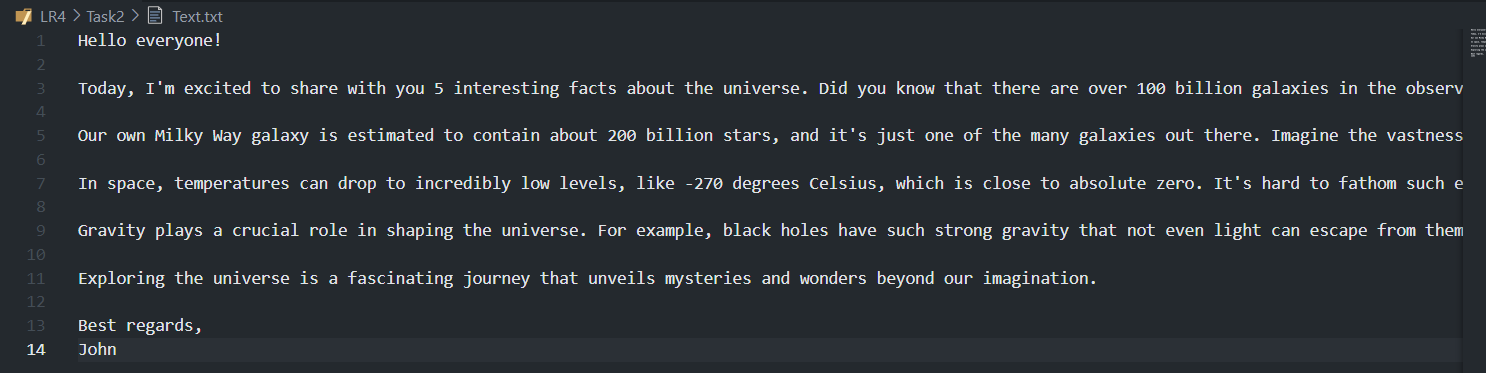 LR4 > Task2 > Text.txt
1 Hello everyone!
2
3 Today, I'm excited to share with you 5 interesting facts about the universe. Did you know that there are over 100 billion galaxies in the observ
4
5 Our own Milky Way galaxy is estimated to contain about 200 billion stars, and it's just one of the many galaxies out there. Imagine the vastness
6
7 In space, temperatures can drop to incredibly low levels, like -270 degrees Celsius, which is close to absolute zero. It's hard to fathom such e
8
9 Gravity plays a crucial role in shaping the universe. For example, black holes have such strong gravity that not even light can escape from them
10
11 Exploring the universe is a fascinating journey that unveils mysteries and wonders beyond our imagination.
12
13 Best regards,
14 John